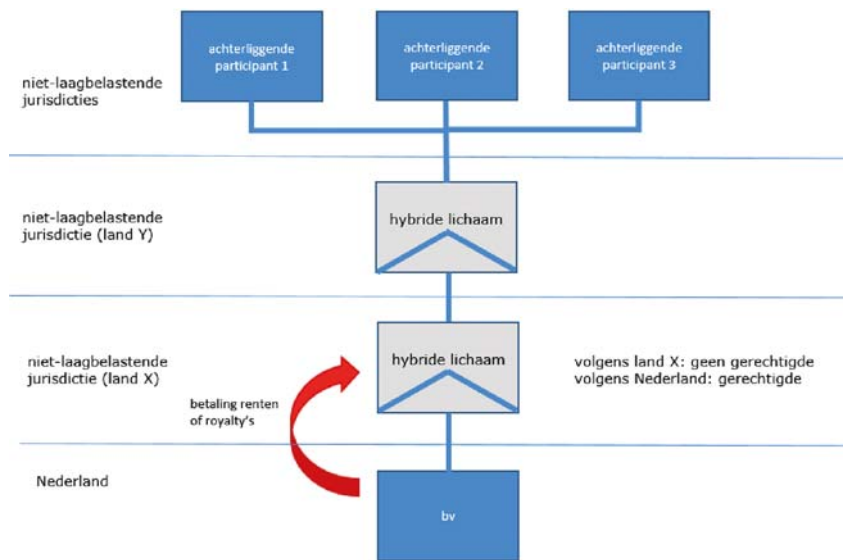 achterliggende
participant 1
achterliggende
participant 2
achterliggende
participant 3
niet-laagbelastende
jurisdicties
niet-laagbelastende
jurisdictie (land Y)
hybride lichaam
niet-laagbelastende
jurisdictie (land X)
hybride lichaam
volgens land X: geen gerechtigde
volgens Nederland: gerechtigde
betaling renten
of royalty's
Nederland
bv